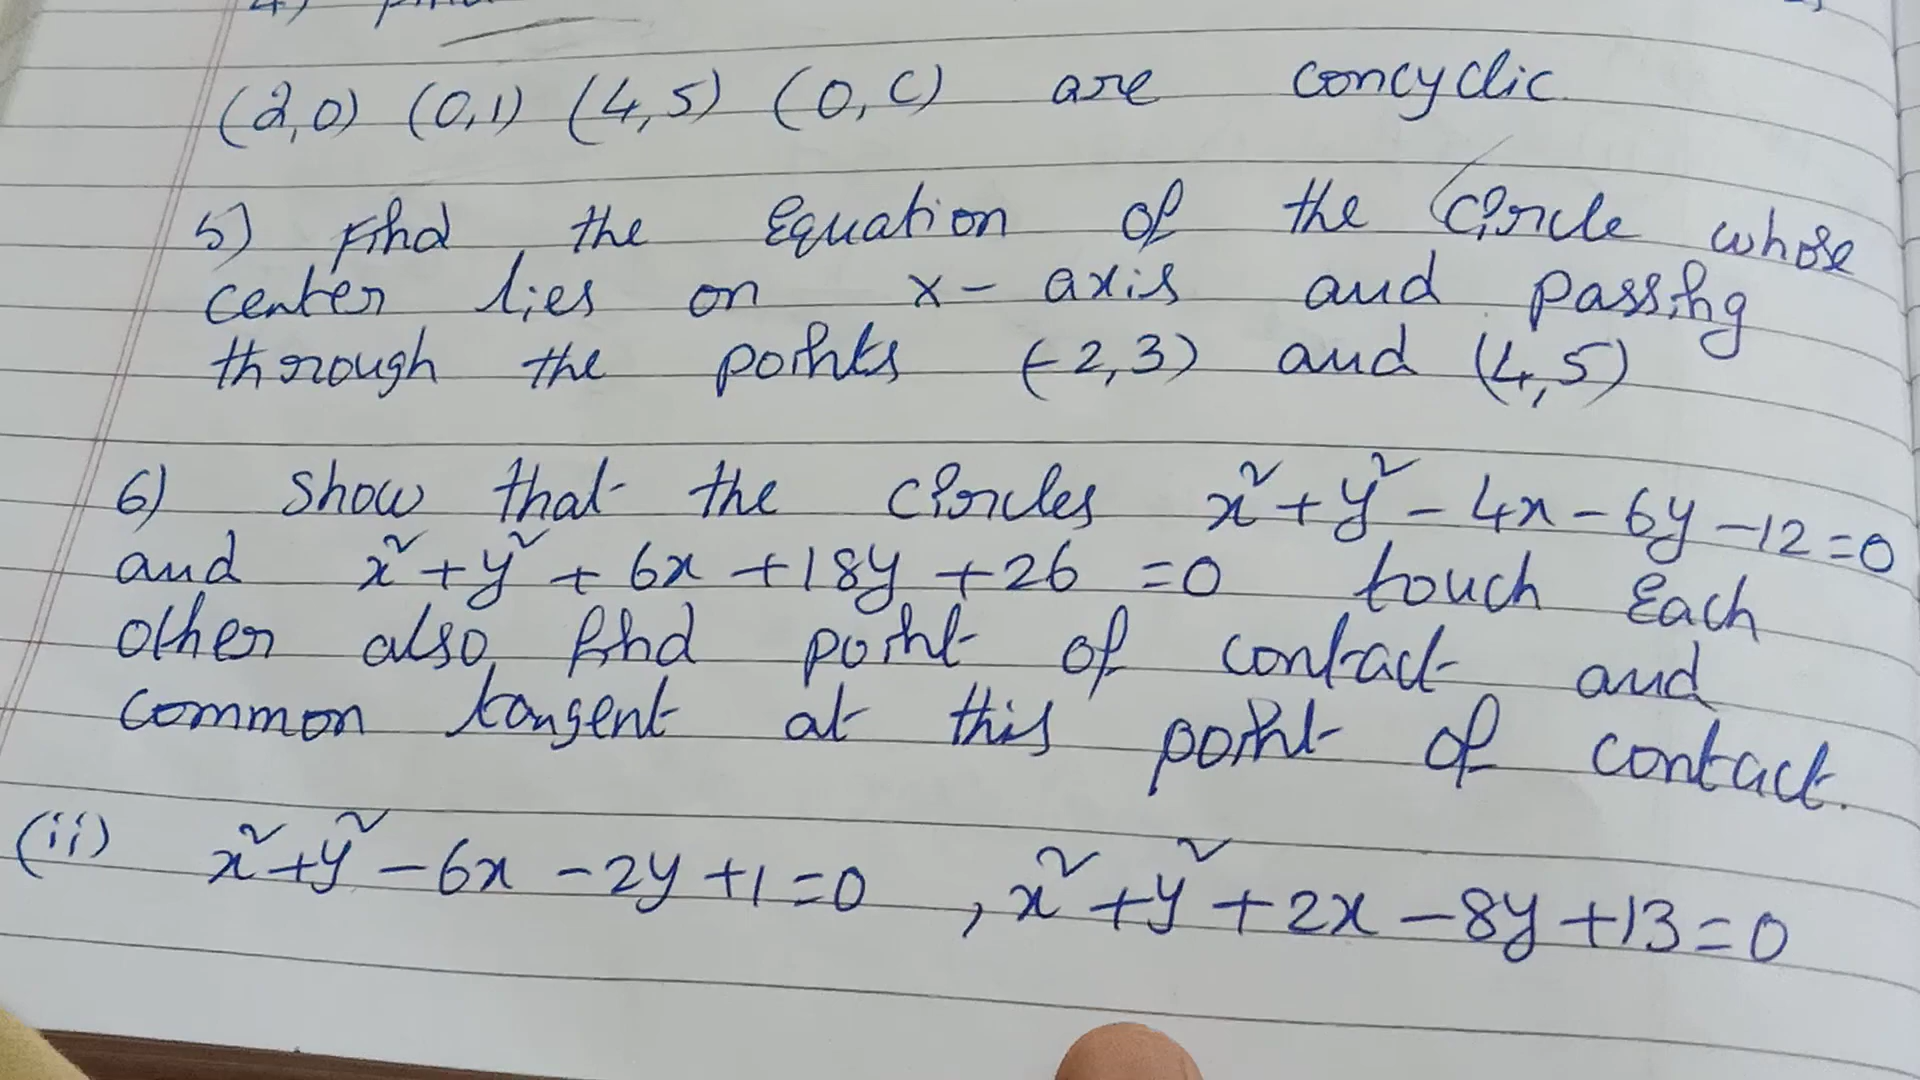 (2,0) (0,1) (4,5) (0,c) are concyclic.
5) Find the Equation of the Circle whose
center lies on x- axis and passing
through the points (-2,3) and (4,5)
6) Show that the circles x²+y²-4x-6y-12=0
and x²+y²+6x+18y+26=0 touch Each
other also, find point of contact and
common tangent at this point of contact.
(ii) x²+y²-6x-2y+1=0 , x²+y²+2x-8y+13=0